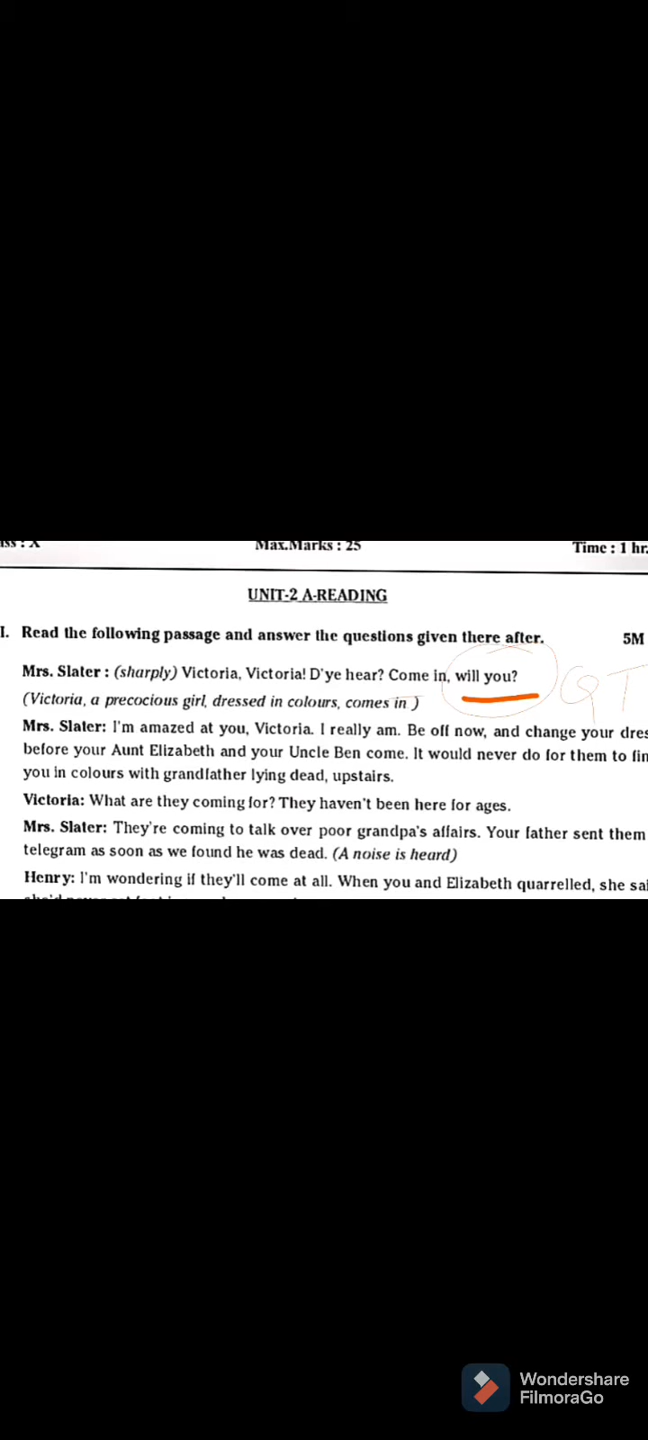 Max.Marks : 25
Time : 1 hr.
UNIT-2 A-READING
I. Read the following passage and answer the questions given there after. 5M
Mrs. Slater : (sharply) Victoria, Victoria! D'ye hear? Come in, will you?
QT
(Victoria, a precocious girl, dressed in colours, comes in )
Mrs. Slater: I'm amazed at you, Victoria. I really am. Be off now, and change your
before your Aunt Elizabeth and your Uncle Ben come. It would never do for them to
you in colours with grandfather lying dead, upstairs.
Victoria: What are they coming for? They haven't been here for ages.
Mrs. Slater: They're coming to talk over poor grandpa's affairs. Your father sent them
telegram as soon as we found he was dead. (A noise is heard)
Henry: I'm wondering if they'll come at all. When you and Elizabeth quarrelled, she
Wondershare
FilmoraGo